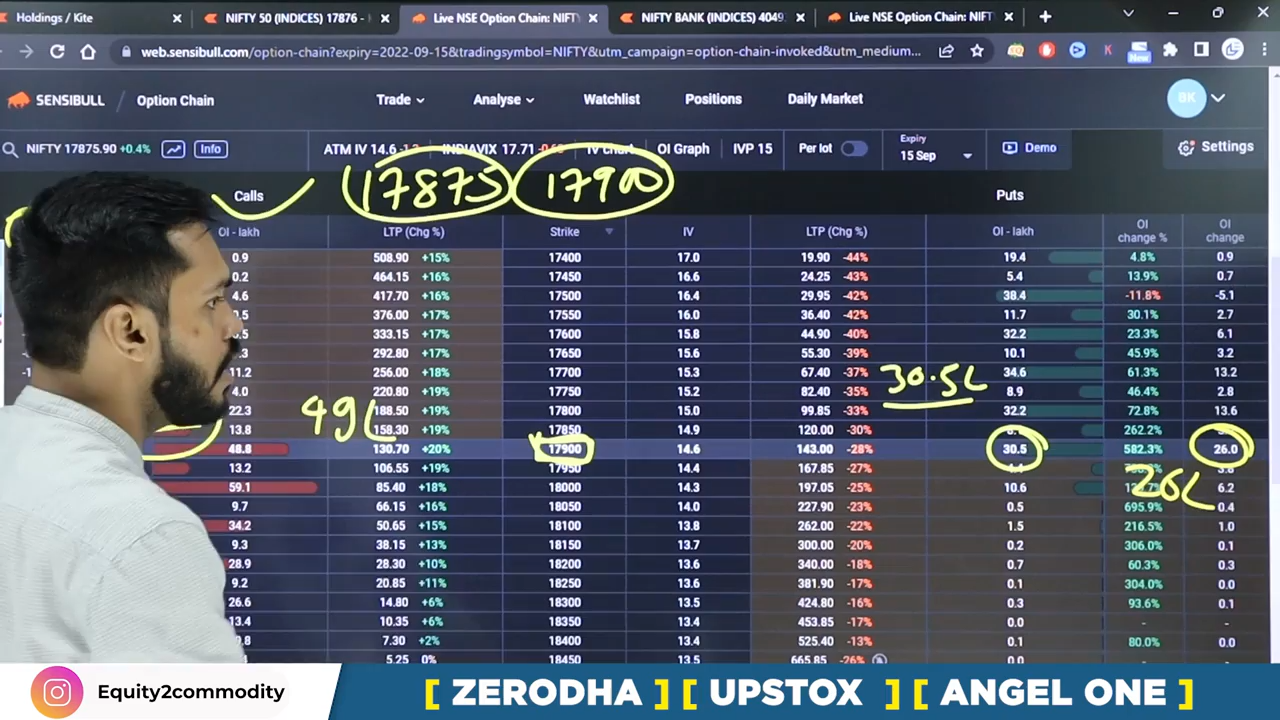 Holdings / Kite NIFTY 50 (INDICES) 17876 - Live NSE Option Chain: NIFT NIFTY BANK (INDICES) 4049 Live NSE Option Chain: NIFT
web.sensibull.com/option-chain?expiry=2022-09-15&tradingsymbol=NIFTY&utm_campaign=option-chain-invoked&utm_medium... New
SENSIBULL / Option Chain Trade Analyse Watchlist Positions Daily Market BK
NIFTY 17875.90 +0.4% Info ATM IV 14.6 INDIAVIX 17.71 IV chart OI Graph IVP 15 Per lot Expiry 15 Sep Demo Settings
17875 17900
Calls Puts
OI - lakh LTP (Chg %) Strike IV LTP (Chg %) OI - lakh OI change % OI change
0.9 508.90 +15% 17400 17.0 19.90 -44% 19.4 4.8% 0.9
0.2 464.15 +16% 17450 16.6 24.25 -43% 5.4 13.9% 0.7
4.6 417.70 +16% 17500 16.4 29.95 -42% 38.4 -11.8% -5.1
376.00 +17% 17550 16.0 36.40 -42% 11.7 30.1% 2.7
333.15 +17% 17600 15.8 44.90 -40% 32.2 23.3% 6.1
292.80 +17% 17650 15.6 55.30 -39% 10.1 45.9% 3.2
11.2 256.00 +18% 17700 15.3 67.40 -37% 34.6 61.3% 13.2
30.5L
4.0 220.80 +19% 17750 15.2 82.40 -35% 8.9 46.4% 2.8
22.3 188.50 +19% 17800 15.0 99.85 -33% 32.2 72.8% 13.6
49L
13.8 158.30 +19% 17850 14.9 120.00 -30% 262.2%
48.8 130.70 +20% 17900 14.6 143.00 -28% 30.5 582.3% 26.0
13.2 106.55 +19% 17950 14.4 167.85 -27%
59.1 85.40 +18% 18000 14.3 197.05 -25% 10.6 6.2
26L
9.7 66.15 +16% 18050 14.0 227.90 -23% 0.5 695.9% 0.4
34.2 50.65 +15% 18100 13.8 262.00 -22% 1.5 216.5% 1.0
9.3 38.15 +13% 18150 13.7 300.00 -20% 0.2 306.0% 0.1
28.9 28.30 +10% 18200 13.6 340.00 -18% 0.7 60.3% 0.3
9.2 20.85 +11% 18250 13.6 381.90 -17% 0.1 304.0% 0.0
26.6 14.80 +6% 18300 13.5 424.80 -16% 0.3 93.6% 0.1
13.4 10.35 +6% 18350 13.4 453.85 -17% 0.0 - -
7.30 +2% 18400 13.4 525.40 -13% 0.1 80.0% 0.0
5.25 0% 18450 13.5 665.85 -26% 0.0 - -
Equity2commodity [ ZERODHA ] [ UPSTOX ] [ ANGEL ONE ]